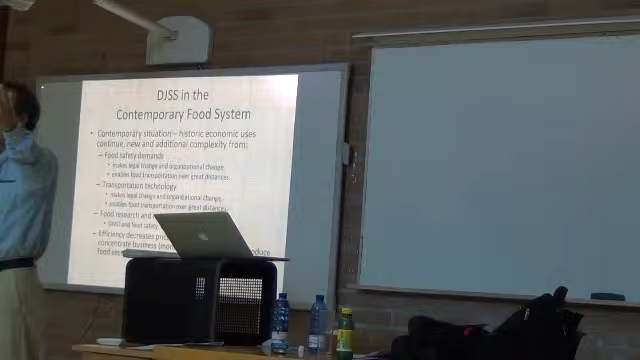 DJSS in the
Contemporary Food System
• Contemporary situation – historic economic uses
continue, new and additional complexity from:
– Food safety demands
• makes legal change and organizational change,
• enables food transportation over great distances
– Transportation technology
• makes legal change and organizational change,
• enables food transportation over great distances
– Food research and
• GMO and food safety
– Efficiency decreases
concentrate business
food